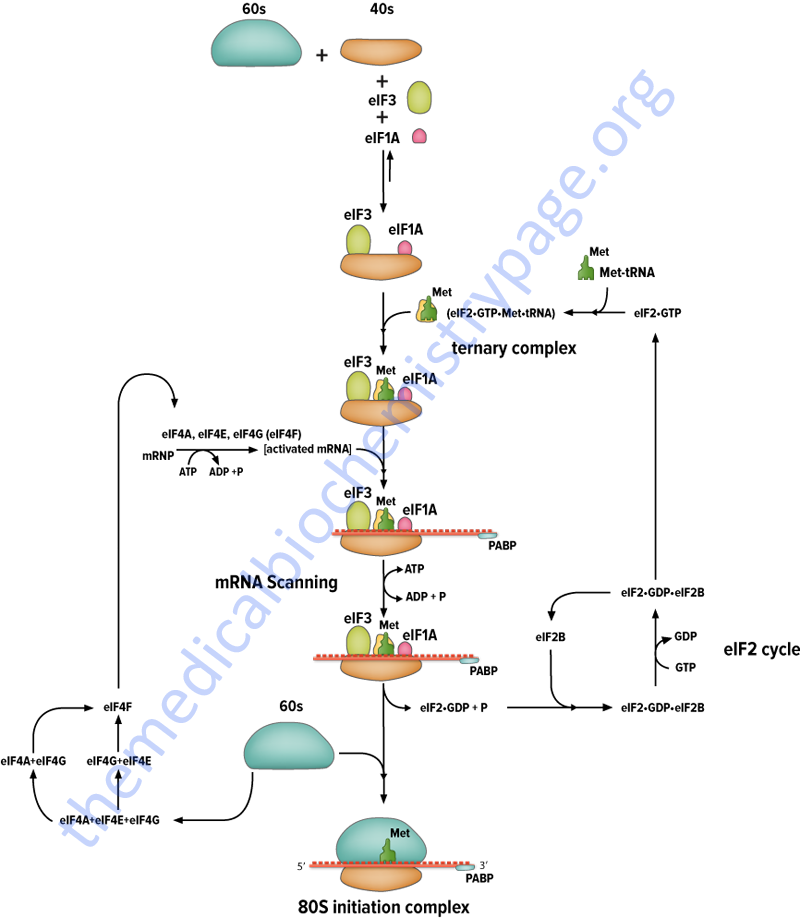 60s
40s
+
+
eIF3
+
eIF1A
eIF3
eIF1A
Met
Met-tRNA
Met
(eIF2•GTP•Met-tRNA)
eIF2•GTP
ternary complex
eIF3
Met
eIF1A
eIF4A, eIF4E, eIF4G (eIF4F)
mRNP
[activated mRNA]
ATP
ADP +P
eIF3
Met
eIF1A
PABP
mRNA Scanning
ATP
ADP + P
eIF3
Met
eIF1A
PABP
eIF2•GDP•eIF2B
eIF2B
GDP
GTP
eIF2 cycle
eIF2•GDP + P
eIF2•GDP•eIF2B
eIF4F
60s
eIF4A+eIF4G
eIF4G+eIF4E
eIF4A+eIF4E+eIF4G
Met
5′
3′
PABP
80S initiation complex
themedicalbiochemistrypage.org